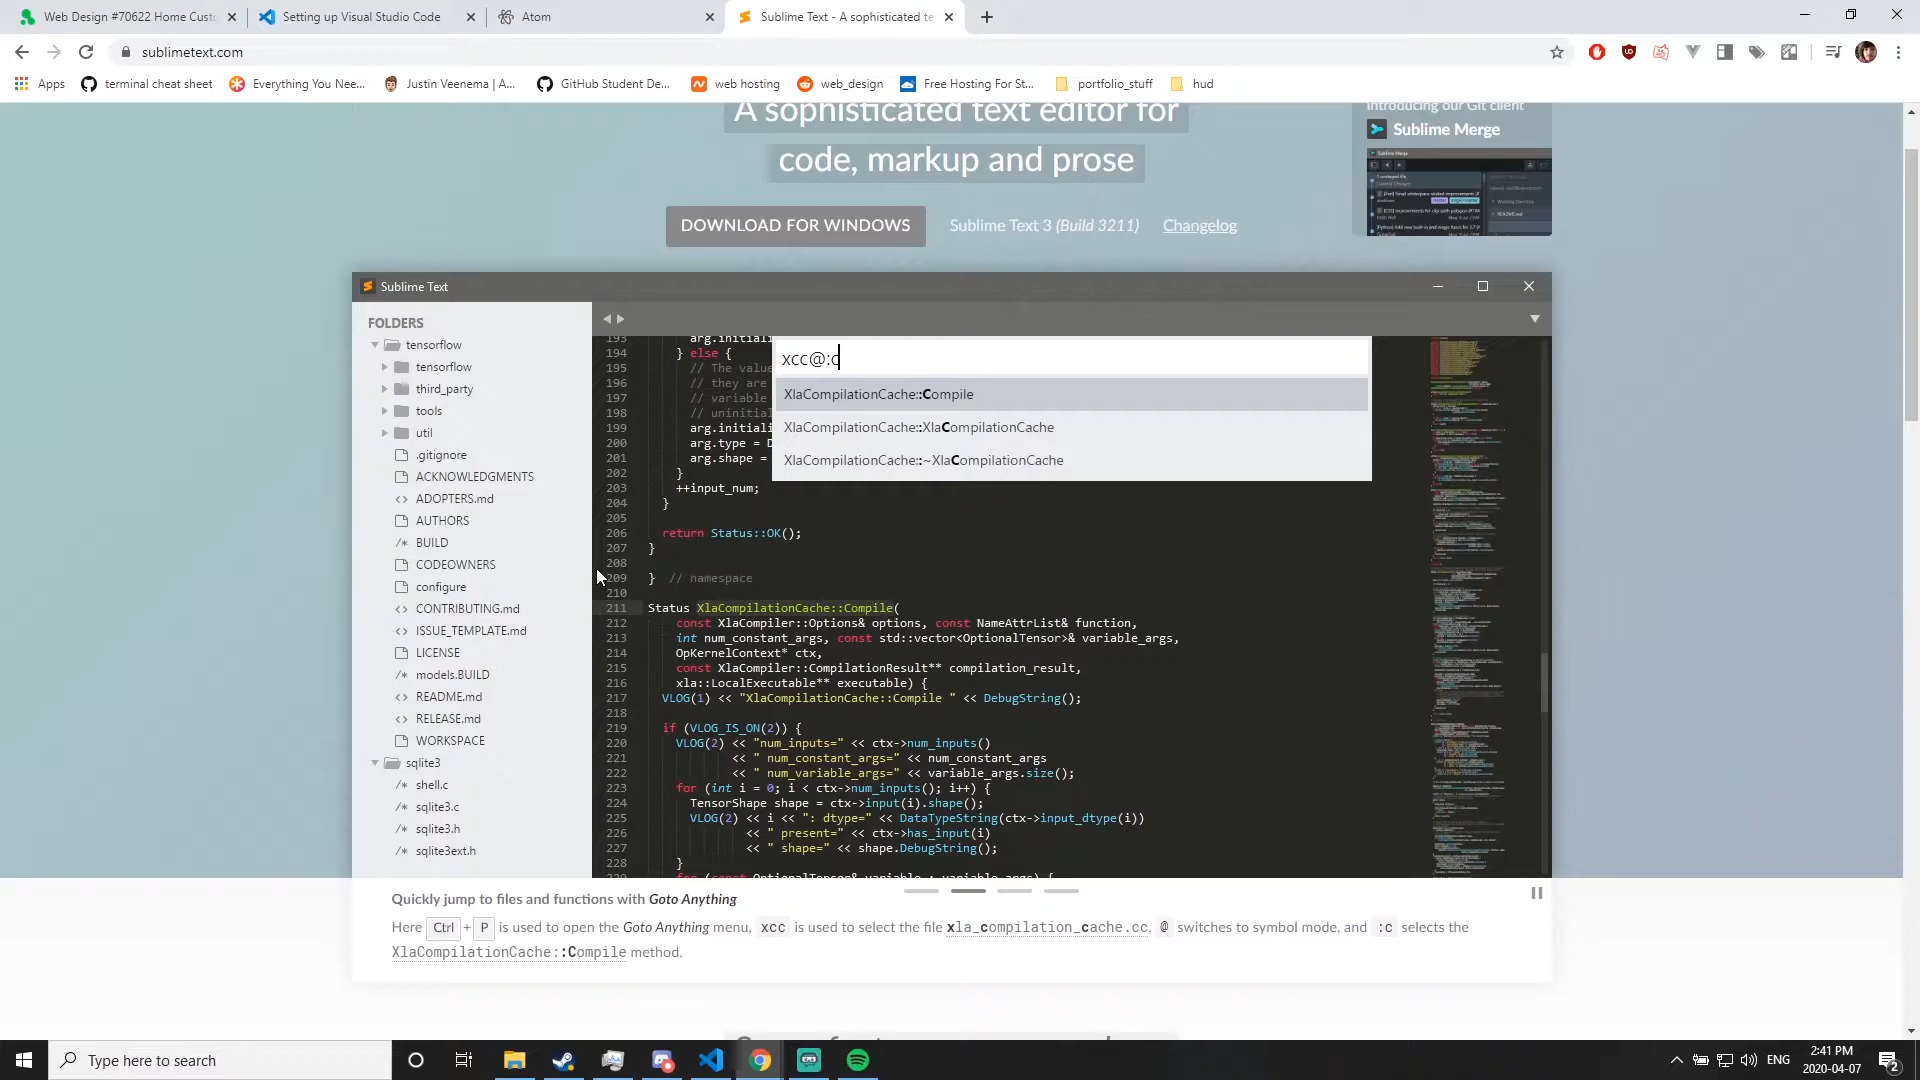 Web Design #70622 Home Custo
Setting up Visual Studio Code
Atom
Sublime Text - A sophisticated te
sublimetext.com
Apps
terminal cheat sheet
Everything You Nee...
Justin Veenema | A...
GitHub Student De...
web hosting
web_design
Free Hosting For St...
portfolio_stuff
hud
A sophisticated text editor for
code, markup and prose
Introducing our Git client
Sublime Merge
DOWNLOAD FOR WINDOWS
Sublime Text 3 (Build 3211)
Changelog
Sublime Text
FOLDERS
tensorflow
tensorflow
third_party
tools
util
.gitignore
ACKNOWLEDGMENTS
<> ADOPTERS.md
AUTHORS
/* BUILD
CODEOWNERS
configure
<> CONTRIBUTING.md
<> ISSUE_TEMPLATE.md
LICENSE
/* models.BUILD
<> README.md
<> RELEASE.md
WORKSPACE
sqlite3
/* shell.c
/* sqlite3.c
/* sqlite3.h
/* sqlite3ext.h
xcc@:c
XlaCompilationCache::Compile
XlaCompilationCache::XlaCompilationCache
XlaCompilationCache::~XlaCompilationCache
193 arg.initiali
194 } else {
195 // The value
196 // they are
197 // variable
198 // uninitial
199 arg.initiali
200 arg.type = D
201 arg.shape =
202 }
203 ++input_num;
204 }
205
206 return Status::OK();
207 }
208
209 } // namespace
210
211 Status XlaCompilationCache::Compile(
212 const XlaCompiler::Options& options, const NameAttrList& function,
213 int num_constant_args, const std::vector<OptionalTensor>& variable_args,
214 OpKernelContext* ctx,
215 const XlaCompiler::CompilationResult** compilation_result,
216 xla::LocalExecutable** executable) {
217 VLOG(1) << "XlaCompilationCache::Compile " << DebugString();
218
219 if (VLOG_IS_ON(2)) {
220 VLOG(2) << "num_inputs=" << ctx->num_inputs()
221 << " num_constant_args=" << num_constant_args
222 << " num_variable_args=" << variable_args.size();
223 for (int i = 0; i < ctx->num_inputs(); i++) {
224 TensorShape shape = ctx->input(i).shape();
225 VLOG(2) << i << ": dtype=" << DataTypeString(ctx->input_dtype(i))
226 << " present=" << ctx->has_input(i)
227 << " shape=" << shape.DebugString();
228 }
229 for (const OptionalTensor& variable : variable_args) {
Quickly jump to files and functions with Goto Anything
Here Ctrl + P is used to open the Goto Anything menu, xcc is used to select the file xla_compilation_cache.cc, @ switches to symbol mode, and :c selects the
XlaCompilationCache::Compile method.
Type here to search
ENG
2:41 PM
2020-04-07
2